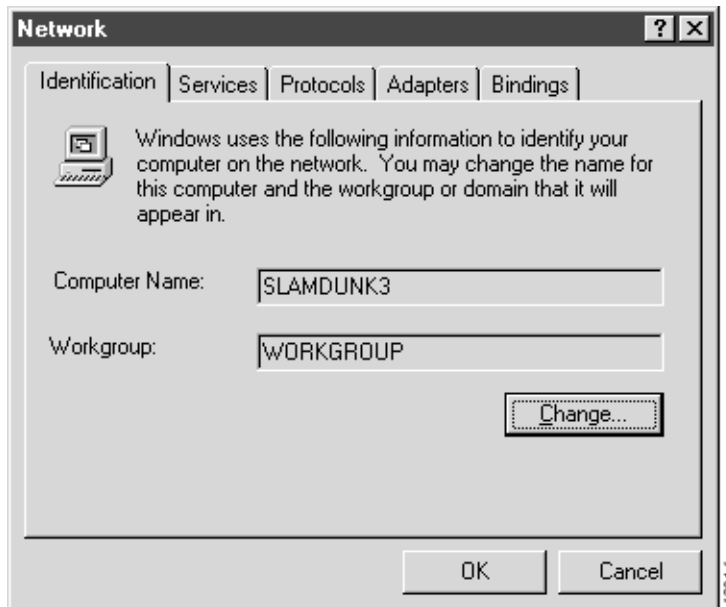 Network
Identification Services Protocols Adapters Bindings
Windows uses the following information to identify your
computer on the network. You may change the name for
this computer and the workgroup or domain that it will
appear in.
Computer Name: SLAMDUNK3
Workgroup: WORKGROUP
Change...
OK Cancel